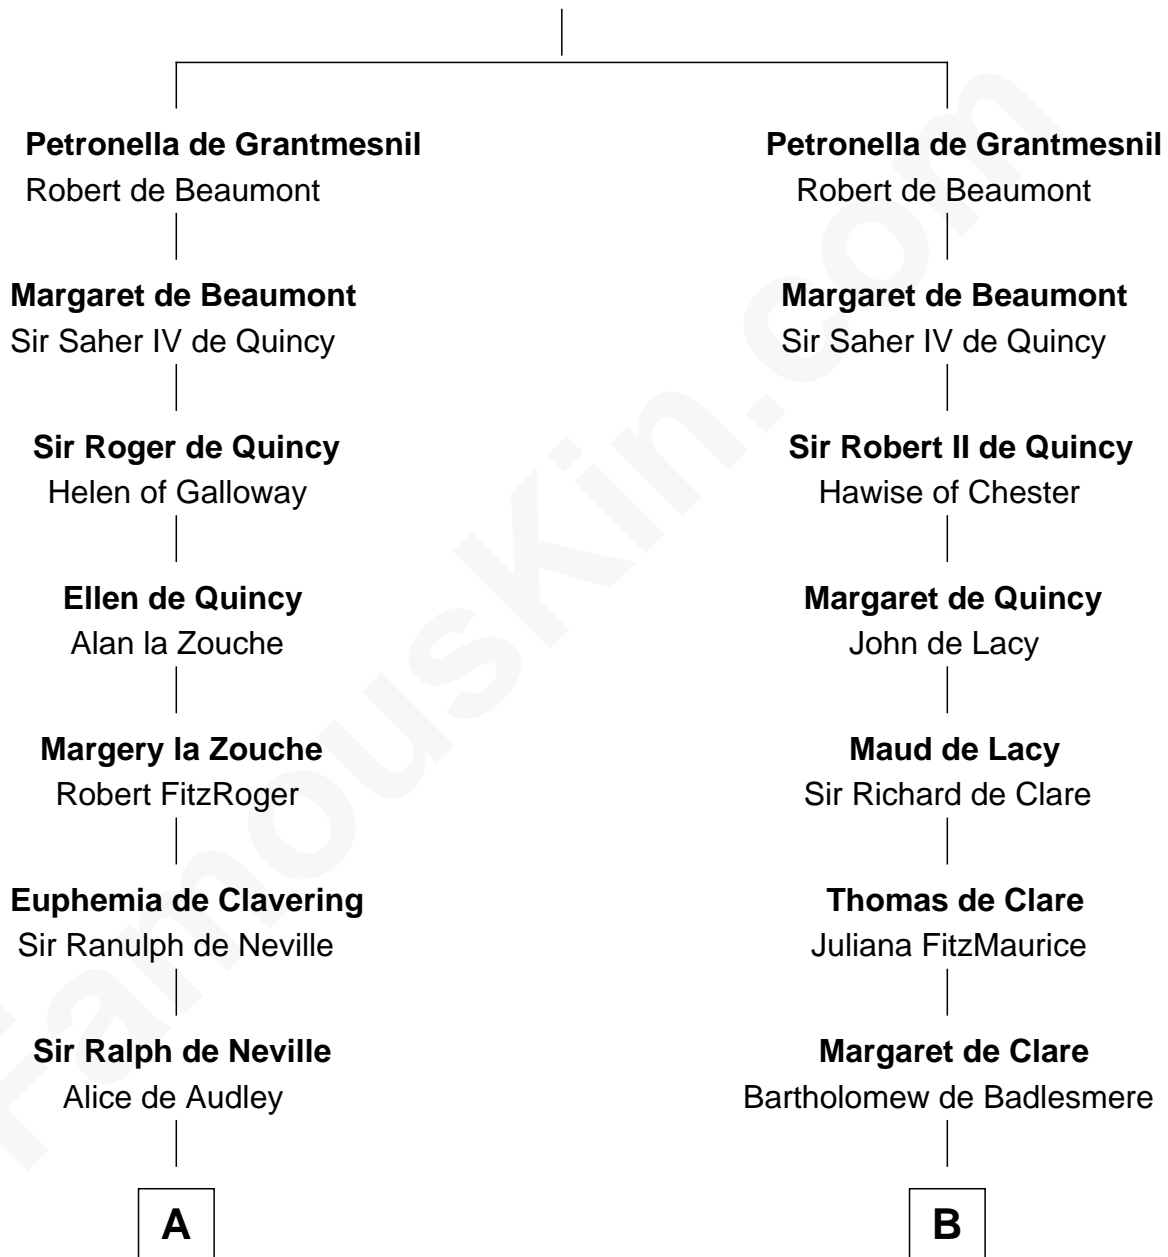 Petronella de Grantmesnil
Robert de Beaumont
Margaret de Beaumont
Sir Saher IV de Quincy
Sir Roger de Quincy
Helen of Galloway
Ellen de Quincy
Alan la Zouche
Margery la Zouche
Robert FitzRoger
Euphemia de Clavering
Sir Ranulph de Neville
Sir Ralph de Neville
Alice de Audley
A
Petronella de Grantmesnil
Robert de Beaumont
Margaret de Beaumont
Sir Saher IV de Quincy
Sir Robert II de Quincy
Hawise of Chester
Margaret de Quincy
John de Lacy
Maud de Lacy
Sir Richard de Clare
Thomas de Clare
Juliana FitzMaurice
Margaret de Clare
Bartholomew de Badlesmere
B
FamousKin.com